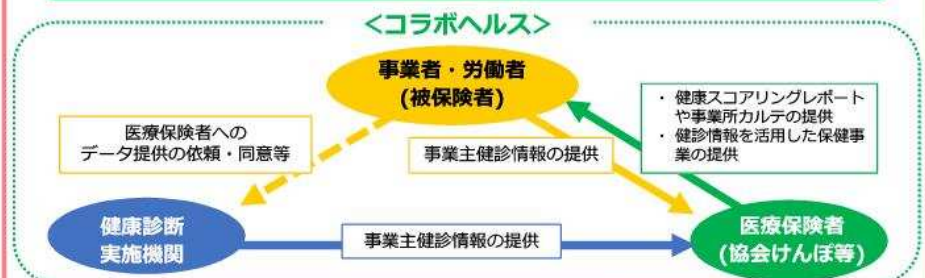 <コラボヘルス>
事業者・労働者
(被保険者)
・ 健康スコアリングレポート
や事業所カルテの提供
・ 健診情報を活用した保健事
業の提供
医療保険者への
データ提供の依頼・同意等
事業主健診情報の提供
健康診断
実施機関
事業主健診情報の提供
医療保険者
(協会けんぽ等)